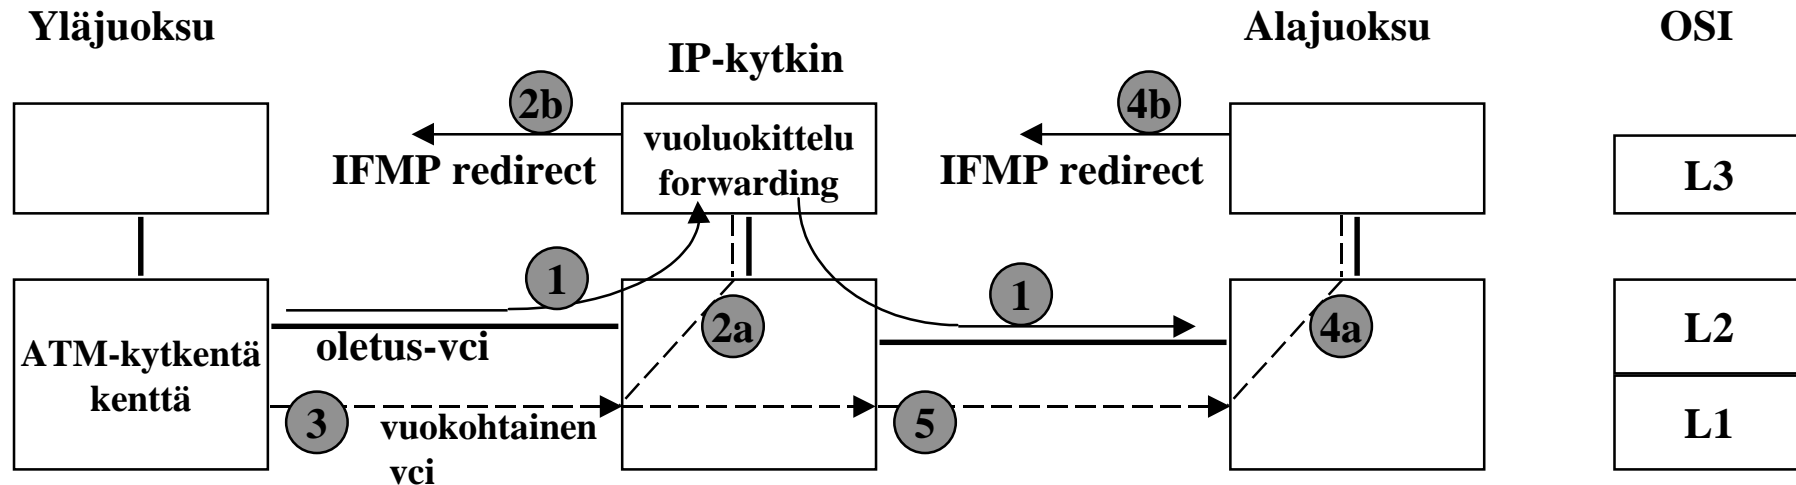 Yläjuoksu
IP-kytkin
Alajuoksu
OSI
2b
4b
IFMP redirect
vuoluokittelu
forwarding
IFMP redirect
L3
1
1
2a
4a
L2
ATM-kytkentä
kenttä
oletus-vci
3
vuokohtainen
vci
5
L1